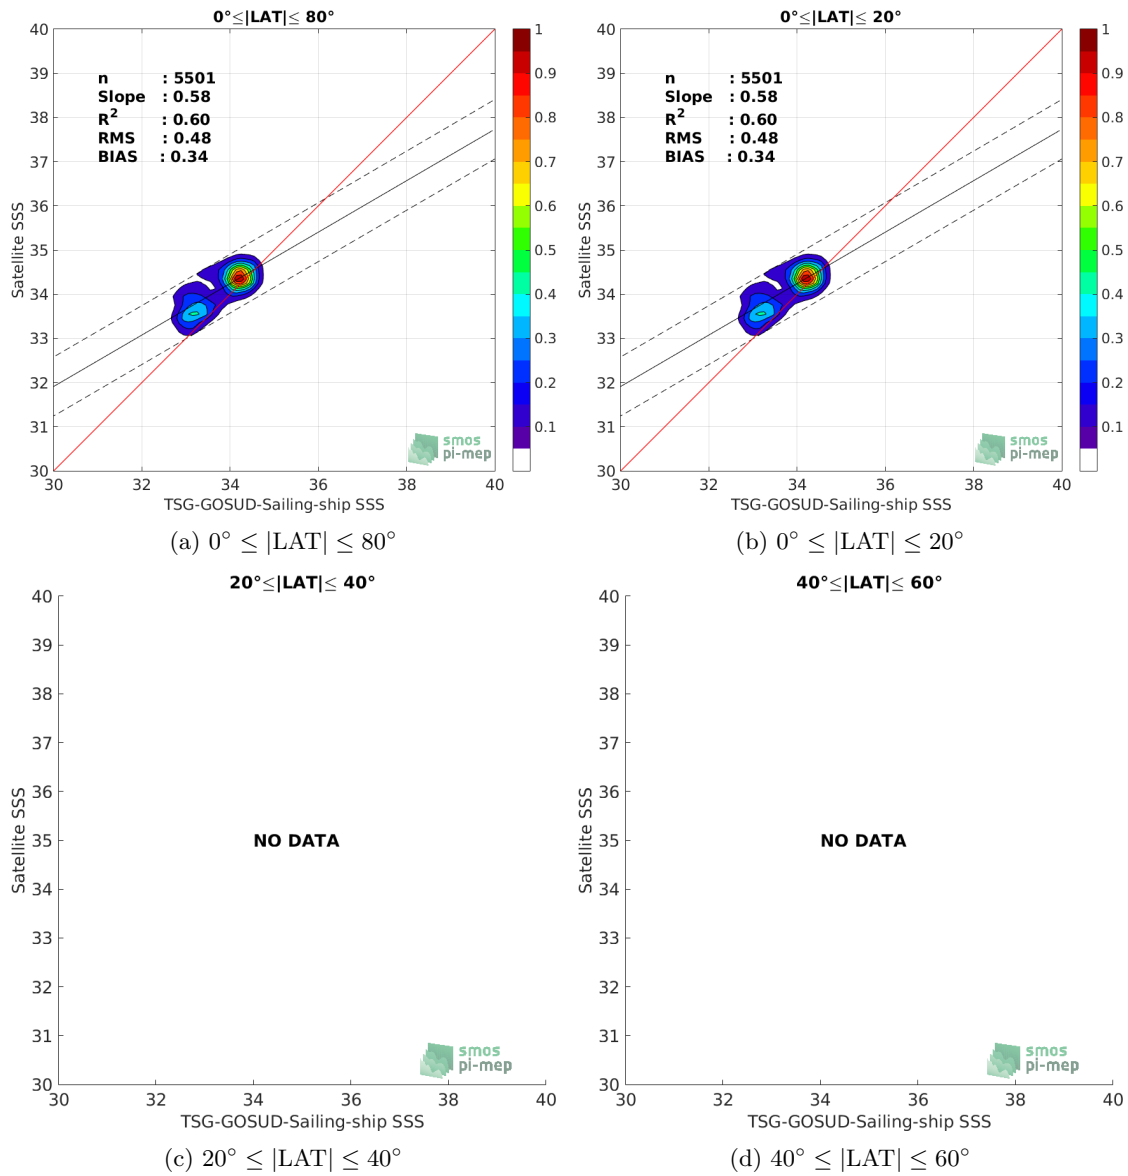 0°≤|LAT|≤ 80°
40
39
38
37
36
35
34
33
32
31
30
Satellite SSS
n : 5501
Slope : 0.58
R² : 0.60
RMS : 0.48
BIAS : 0.34
smos
pi-mep
30 32 34 36 38 40
TSG-GOSUD-Sailing-ship SSS
1
0.9
0.8
0.7
0.6
0.5
0.4
0.3
0.2
0.1
(a) 0° ≤ |LAT| ≤ 80°
0°≤|LAT|≤ 20°
40
39
38
37
36
35
34
33
32
31
30
Satellite SSS
n : 5501
Slope : 0.58
R² : 0.60
RMS : 0.48
BIAS : 0.34
smos
pi-mep
30 32 34 36 38 40
TSG-GOSUD-Sailing-ship SSS
1
0.9
0.8
0.7
0.6
0.5
0.4
0.3
0.2
0.1
(b) 0° ≤ |LAT| ≤ 20°
20°≤|LAT|≤ 40°
40
39
38
37
36
35
34
33
32
31
30
Satellite SSS
NO DATA
smos
pi-mep
30 32 34 36 38 40
TSG-GOSUD-Sailing-ship SSS
(c) 20° ≤ |LAT| ≤ 40°
40°≤|LAT|≤ 60°
40
39
38
37
36
35
34
33
32
31
30
Satellite SSS
NO DATA
smos
pi-mep
30 32 34 36 38 40
TSG-GOSUD-Sailing-ship SSS
(d) 40° ≤ |LAT| ≤ 60°